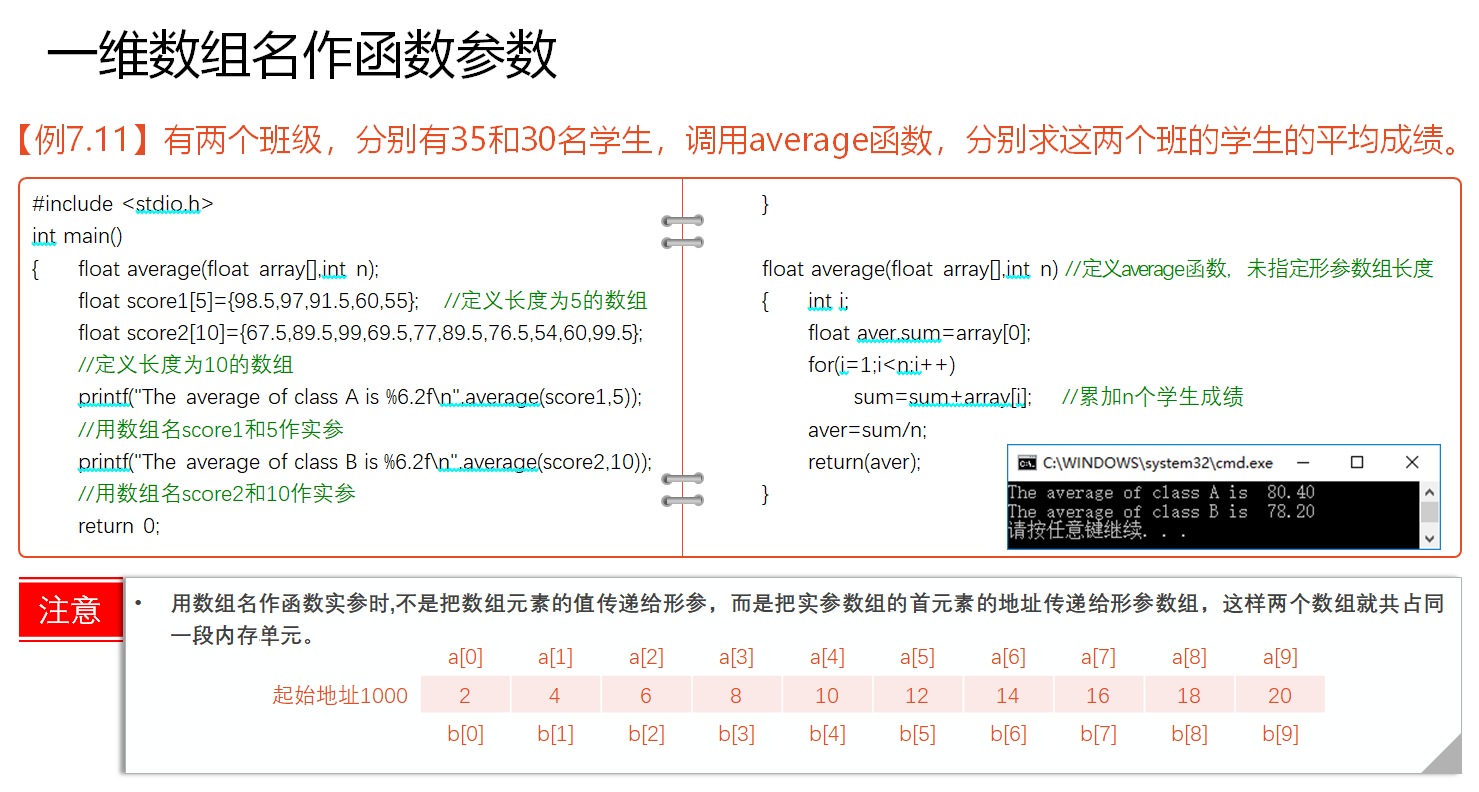 一维数组名作函数参数
【例7.11】有两个班级，分别有35和30名学生，调用average函数，分别求这两个班的学生的平均成绩。
#include <stdio.h>
int main()
{ float average(float array[],int n);
float score1[5]={98.5,97,91.5,60,55}; //定义长度为5的数组
float score2[10]={67.5,89.5,99,69.5,77,89.5,76.5,54,60,99.5};
//定义长度为10的数组
printf("The average of class A is %6.2f\n",average(score1,5));
//用数组名score1和5作实参
printf("The average of class B is %6.2f\n",average(score2,10));
//用数组名score2和10作实参
return 0;
}
float average(float array[],int n) //定义average函数，未指定形参数组长度
{ int i;
float aver,sum=array[0];
for(i=1;i<n;i++)
sum=sum+array[i]; //累加n个学生成绩
aver=sum/n;
return(aver);
}
C:\WINDOWS\system32\cmd.exe
The average of class A is 80.40
The average of class B is 78.20
请按任意键继续. . .
注意
• 用数组名作函数实参时,不是把数组元素的值传递给形参，而是把实参数组的首元素的地址传递给形参数组，这样两个数组就共占同
一段内存单元。
a[0] a[1] a[2] a[3] a[4] a[5] a[6] a[7] a[8] a[9]
起始地址1000 2 4 6 8 10 12 14 16 18 20
b[0] b[1] b[2] b[3] b[4] b[5] b[6] b[7] b[8] b[9]